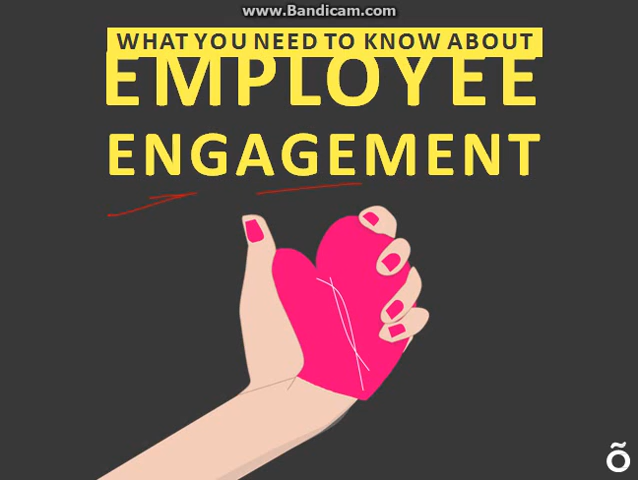 www.Bandicam.com
WHAT YOU NEED TO KNOW ABOUT
EMPLOYEE
ENGAGEMENT
õ